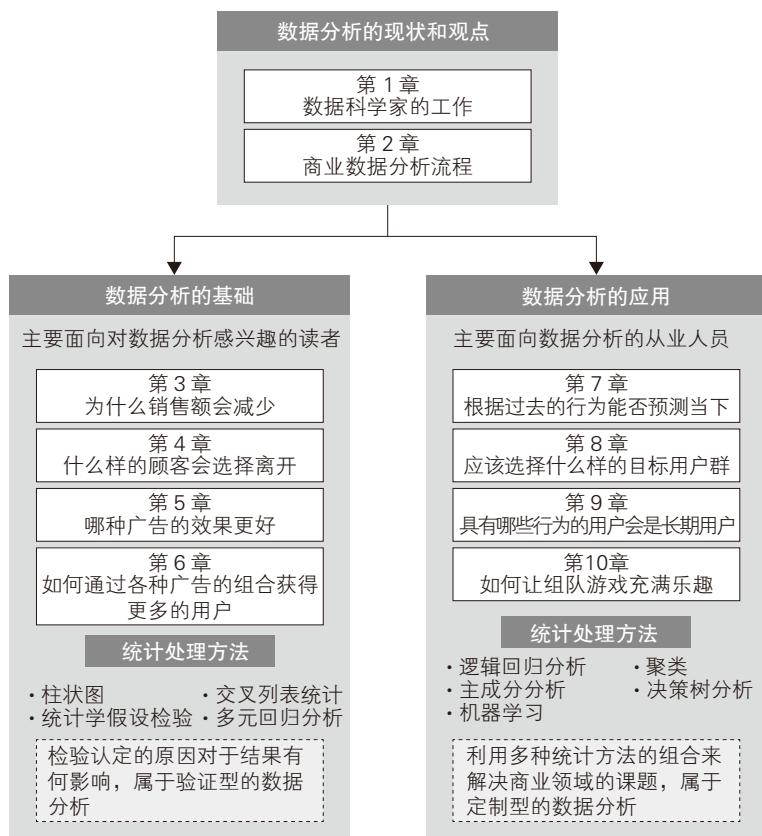 数据分析的现状和观点
第 1 章
数据科学家的工作
第 2 章
商业数据分析流程
数据分析的基础
主要面向对数据分析感兴趣的读者
第 3 章
为什么销售额会减少
第 4 章
什么样的顾客会选择离开
第 5 章
哪种广告的效果更好
第 6 章
如何通过各种广告的组合获得
更多的用户
统计处理方法
・柱状图 ・交叉列表统计
・统计学假设检验 ・多元回归分析
检验认定的原因对于结果有
何影响，属于验证型的数据
分析
数据分析的应用
主要面向数据分析的从业人员
第 7 章
根据过去的行为能否预测当下
第 8 章
应该选择什么样的目标用户群
第 9 章
具有哪些行为的用户会是长期用户
第10章
如何让组队游戏充满乐趣
统计处理方法
・逻辑回归分析 ・聚类
・主成分分析 ・决策树分析
・机器学习
利用多种统计方法的组合来
解决商业领域的课题，属于
定制型的数据分析